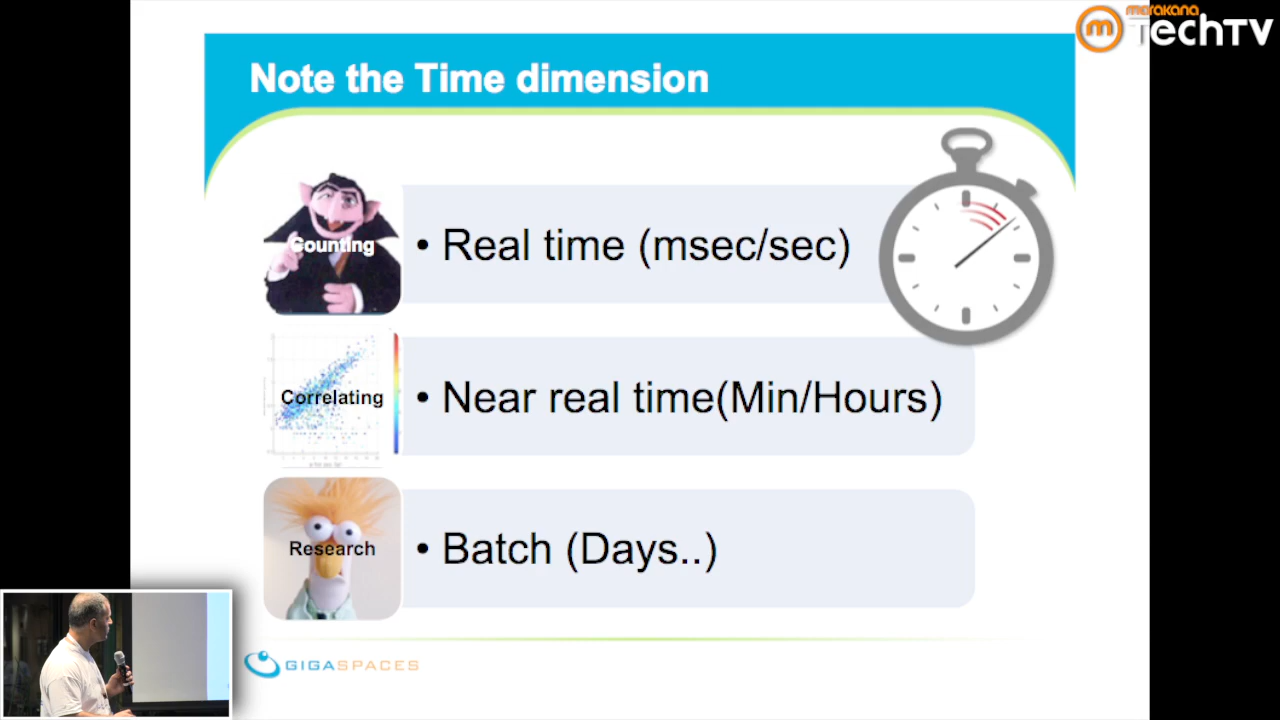 marakana
TechTV
Note the Time dimension
Counting
• Real time (msec/sec)
Correlating
• Near real time(Min/Hours)
Research
• Batch (Days..)
GIGASPACES